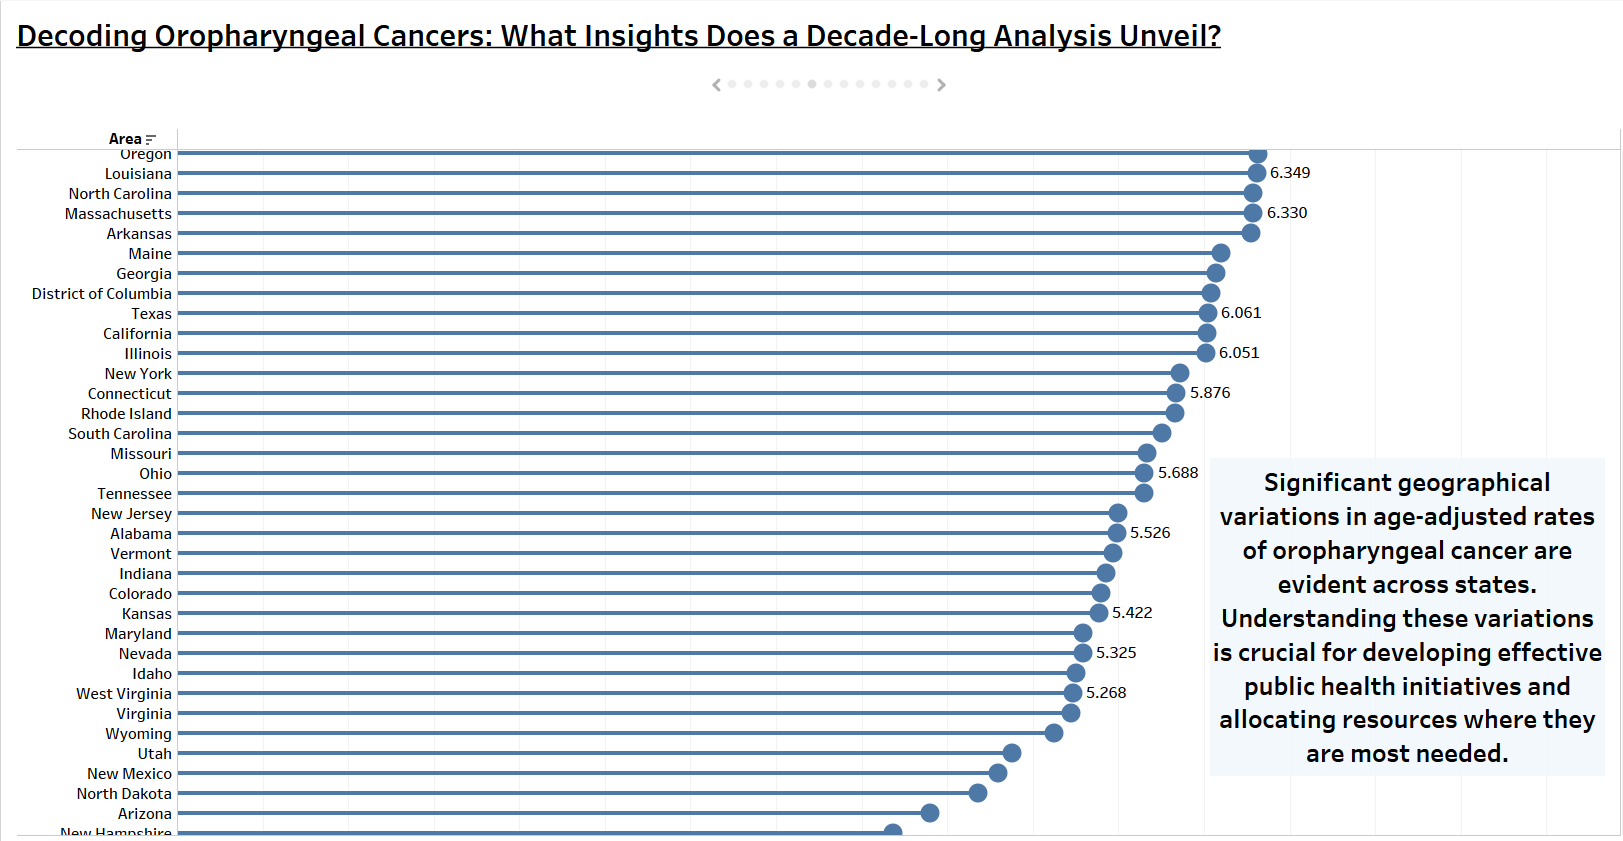 Decoding Oropharyngeal Cancers: What Insights Does a Decade-Long Analysis Unveil?
Area
Oregon
Louisiana 6.349
North Carolina
Massachusetts 6.330
Arkansas
Maine
Georgia
District of Columbia
Texas 6.061
California
Illinois 6.051
New York
Connecticut 5.876
Rhode Island
South Carolina
Missouri
Ohio 5.688
Tennessee
New Jersey
Alabama 5.526
Vermont
Indiana
Colorado
Kansas 5.422
Maryland
Nevada 5.325
Idaho
West Virginia 5.268
Virginia
Wyoming
Utah
New Mexico
North Dakota
Arizona
New Hampshire
Significant geographical
variations in age-adjusted rates
of oropharyngeal cancer are
evident across states.
Understanding these variations
is crucial for developing effective
public health initiatives and
allocating resources where they
are most needed.